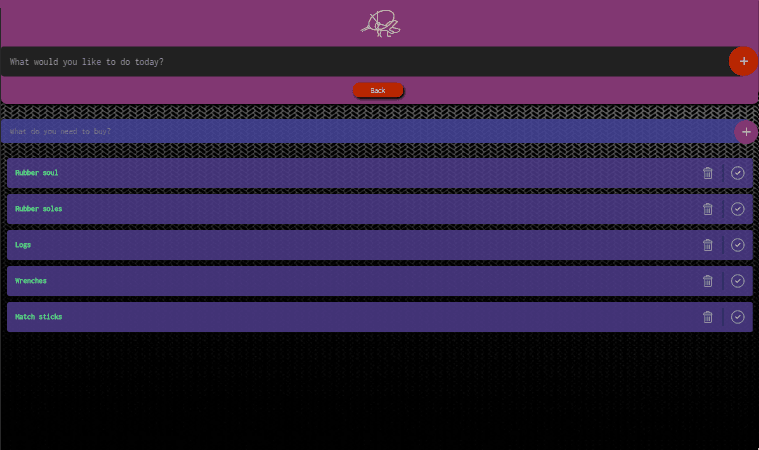 What would you like to do today?
Back
What do you need to buy?
Rubber soul
Rubber soles
Logs
Wrenches
Match sticks